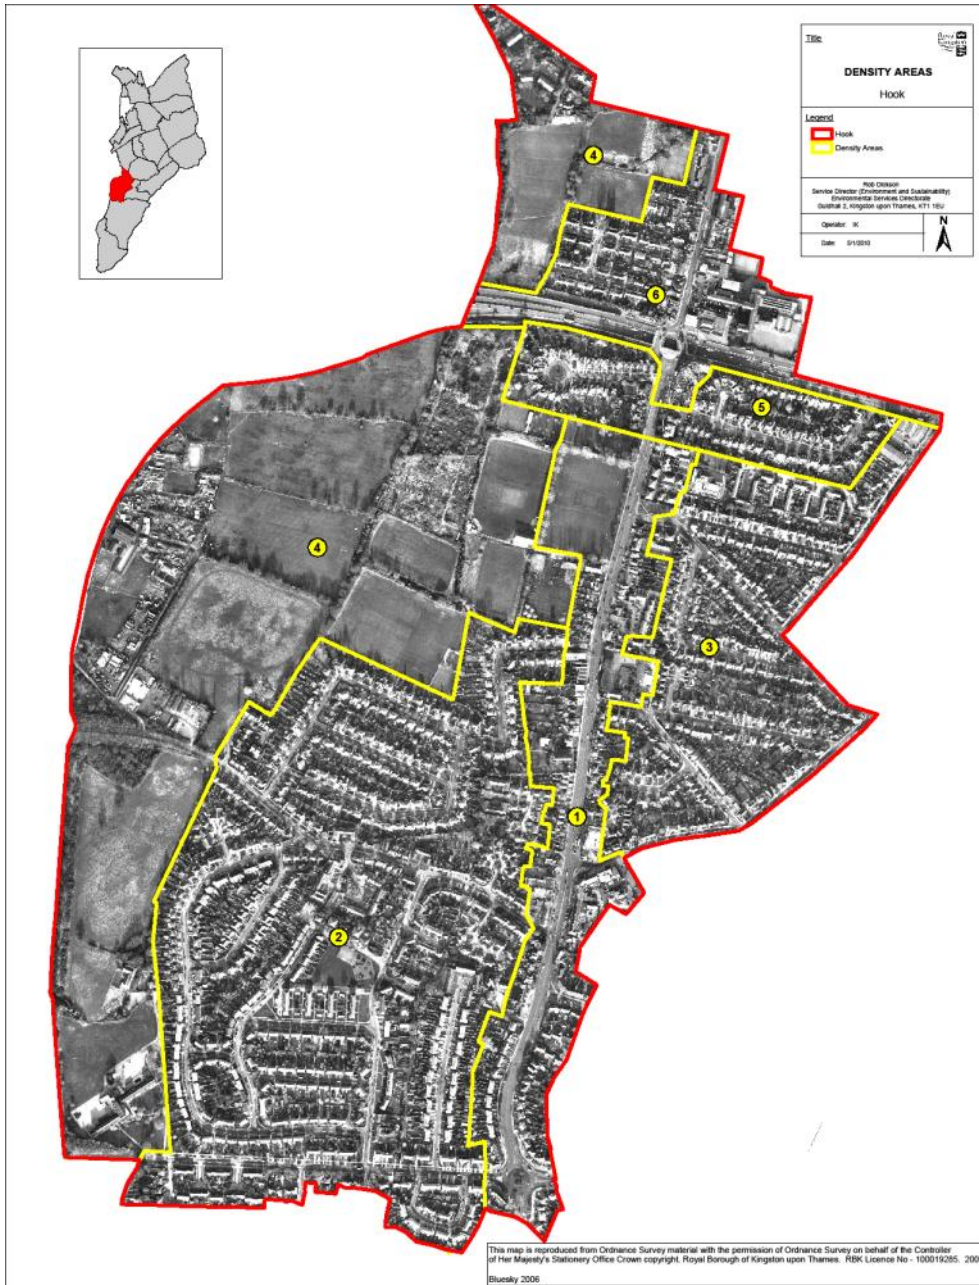 Title
DENSITY AREAS
Hook
Legend
Hook
Density Areas
Service Director (Environment and Sustainability)
Environmental Services Directorate
Guildhall 2, Kingston upon Thames, KT1 1EU
Operator: IK
N
Date:
4
6
5
4
3
1
2
This map is reproduced from Ordnance Survey material with the permission of Ordnance Survey on behalf of the Controller
of Her Majesty's Stationery Office Crown copyright. Royal Borough of Kingston upon Thames. RBK Licence No - 100019285. 200
Bluesky 2006